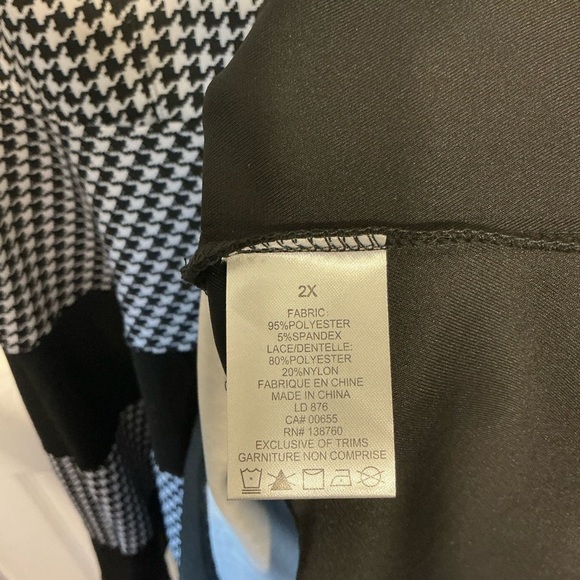 2X
FABRIC:
95%POLYESTER
5%SPANDEX
LACE/DENTELLE:
80%POLYESTER
20%NYLON
FABRIQUE EN CHINE
MADE IN CHINA
LD 876
CA# 00655
RN# 138760
EXCLUSIVE OF TRIMS
GARNITURE NON COMPRISE